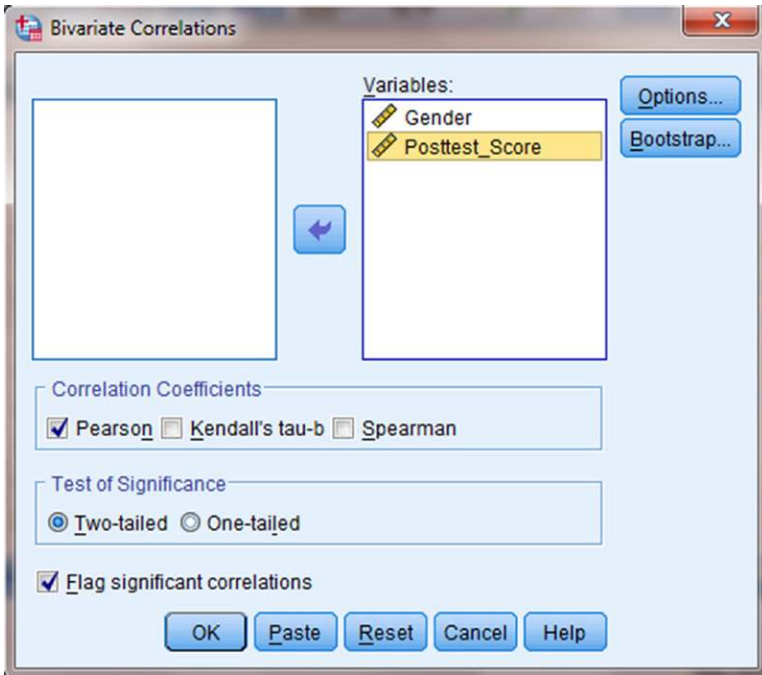 Bivariate Correlations
Variables:
Gender
Posttest_Score
Options...
Bootstrap...
Correlation Coefficients
Pearson Kendall's tau-b Spearman
Test of Significance
Two-tailed One-tailed
Flag significant correlations
OK Paste Reset Cancel Help